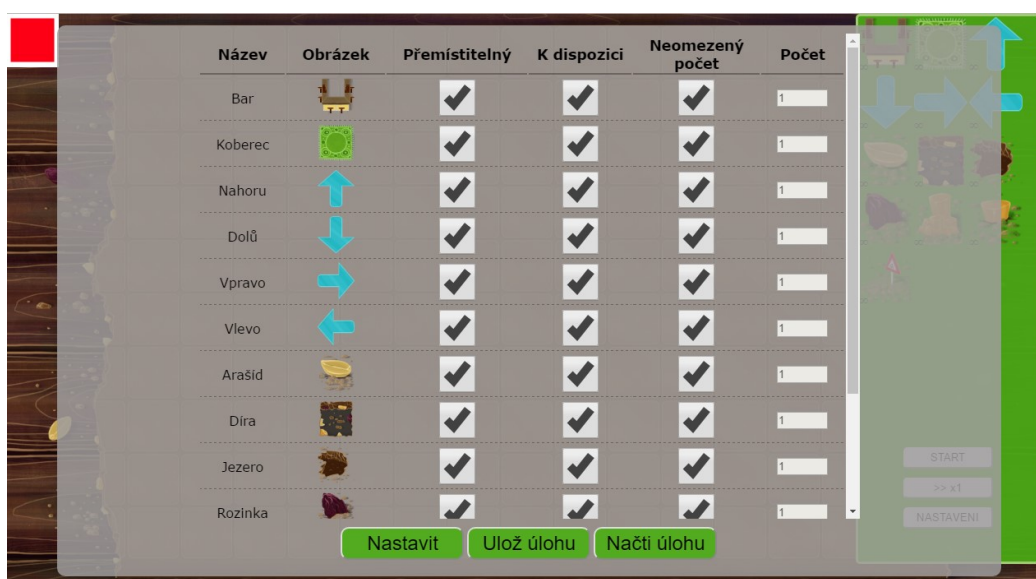 Název Obrázek Přemístitelný K dispozici Neomezený počet Počet
Bar 1
Koberec 1
Nahoru 1
Dolů 1
Vpravo 1
Vlevo 1
Arašíd 1
Díra 1
Jezero 1
Rozinka 1
Nastavit Ulož úlohu Načti úlohu
START
>> x1
NASTAVENI